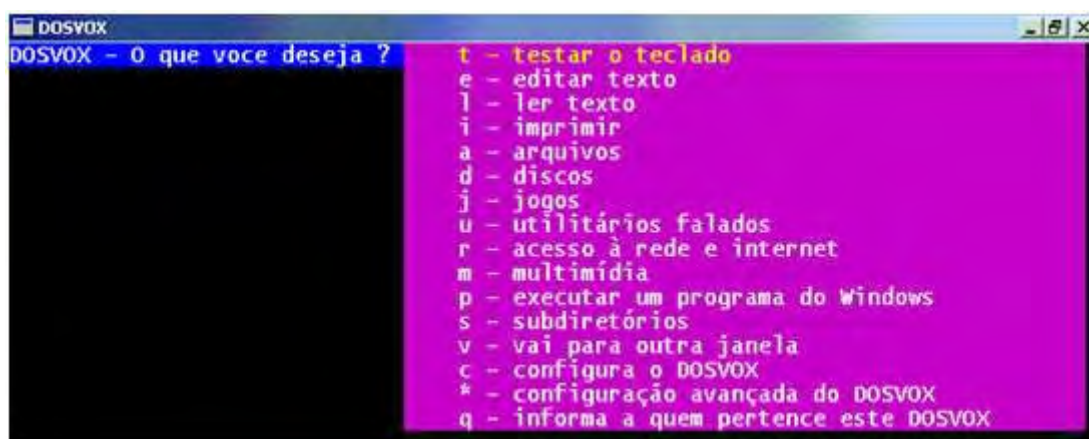 DOSVOX
DOSVOX - O que voce deseja ?
t - testar o teclado
e - editar texto
l - ler texto
i - imprimir
a - arquivos
d - discos
j - jogos
u - utilitários falados
r - acesso à rede e internet
m - multimídia
p - executar um programa do Windows
s - subdiretórios
v - vai para outra janela
c - configura o DOSVOX
* - configuração avançada do DOSVOX
q - informa a quem pertence este DOSVOX